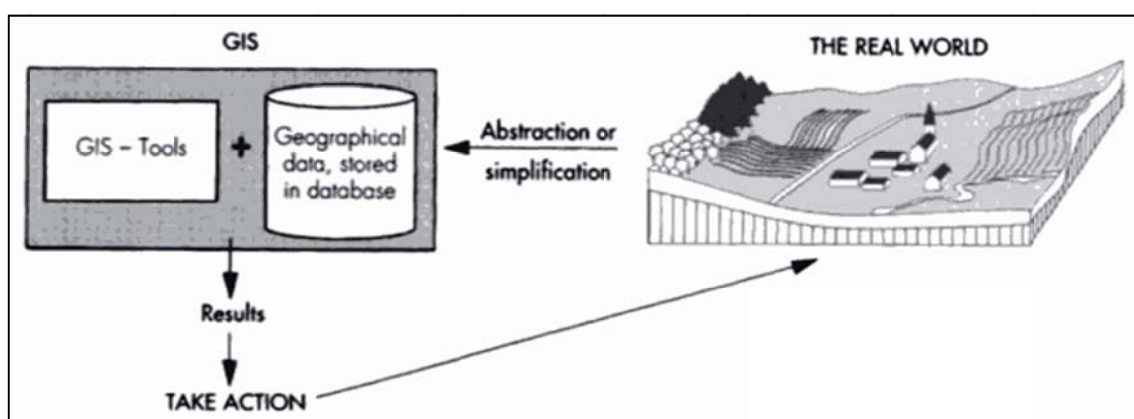 GIS
THE REAL WORLD
GIS – Tools
+
Geographical
data, stored
in database
Abstraction or
simplification
Results
TAKE ACTION